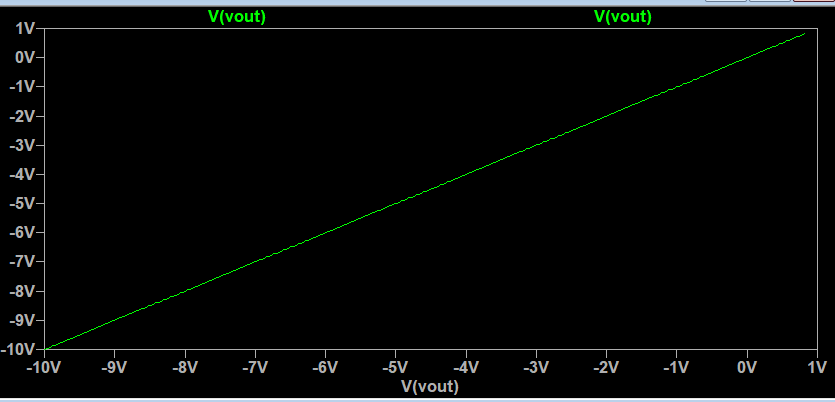 V(vout) V(vout)
1V
0V
-1V
-2V
-3V
-4V
-5V
-6V
-7V
-8V
-9V
-10V
-10V -9V -8V -7V -6V -5V -4V -3V -2V -1V 0V 1V
V(vout)